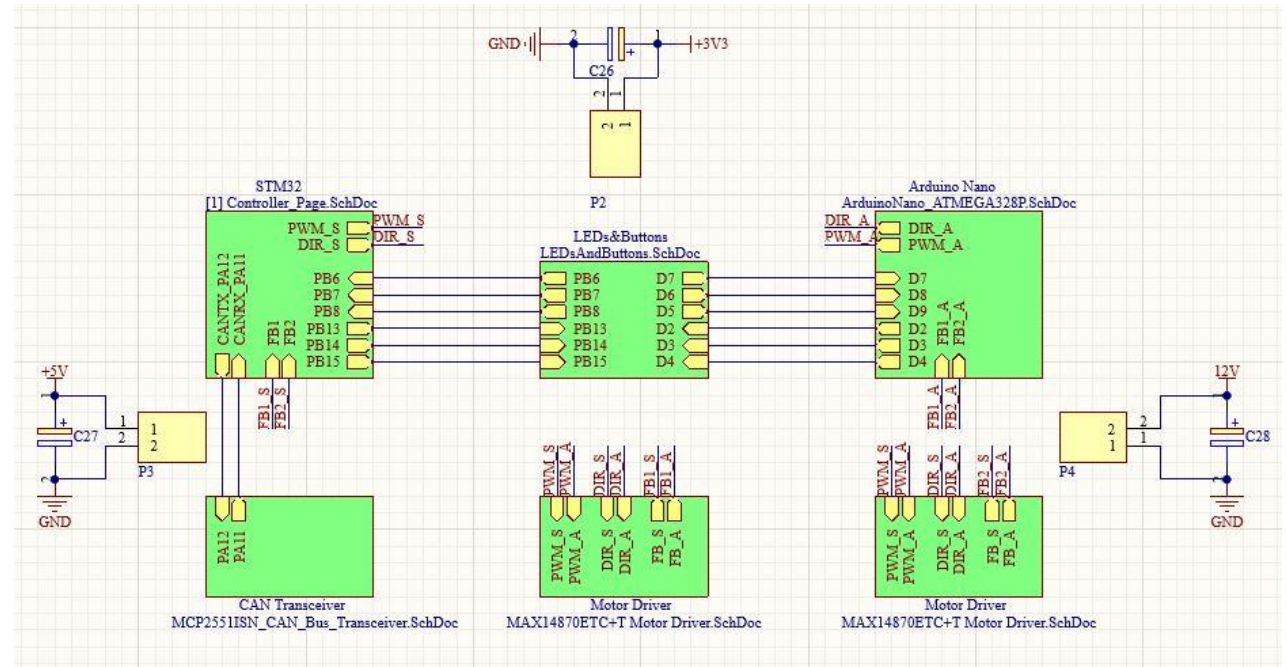 GND
2
1
+3V3
+
C26
2
1
2
1
P2
STM32
[1] Controller_Page.SchDoc
PWM_S
DIR_S
PWM_S
DIR_S
CANTX_PA12
CANRX_PA11
FB1
FB2
PB6
PB7
PB8
PB13
PB14
PB15
FB1_S
FB2_S
LEDs&Buttons
LEDsAndButtons.SchDoc
PB6
PB7
PB8
PB13
PB14
PB15
D7
D6
D5
D2
D3
D4
Arduino Nano
ArduinoNano_ATMEGA328P.SchDoc
DIR_A
PWM_A
DIR_A
PWM_A
D7
D8
D9
D2
D3
D4
FB1_A
FB2_A
FB1_A
FB2_A
+5V
1
+
C27
2
1
2
1
2
P3
GND
12V
1
+
C28
2
2
1
2
1
P4
GND
PA12
PA11
CAN Transceiver
MCP2551ISN_CAN_Bus_Transceiver.SchDoc
PWM_S
PWM_A
DIR_S
DIR_A
FB1_S
FB1_A
PWM_S
PWM_A
DIR_S
DIR_A
FB_S
FB_A
Motor Driver
MAX14870ETC+T Motor Driver.SchDoc
PWM_S
PWM_A
DIR_S
DIR_A
FB2_S
FB2_A
PWM_S
PWM_A
DIR_S
DIR_A
FB_S
FB_A
Motor Driver
MAX14870ETC+T Motor Driver.SchDoc